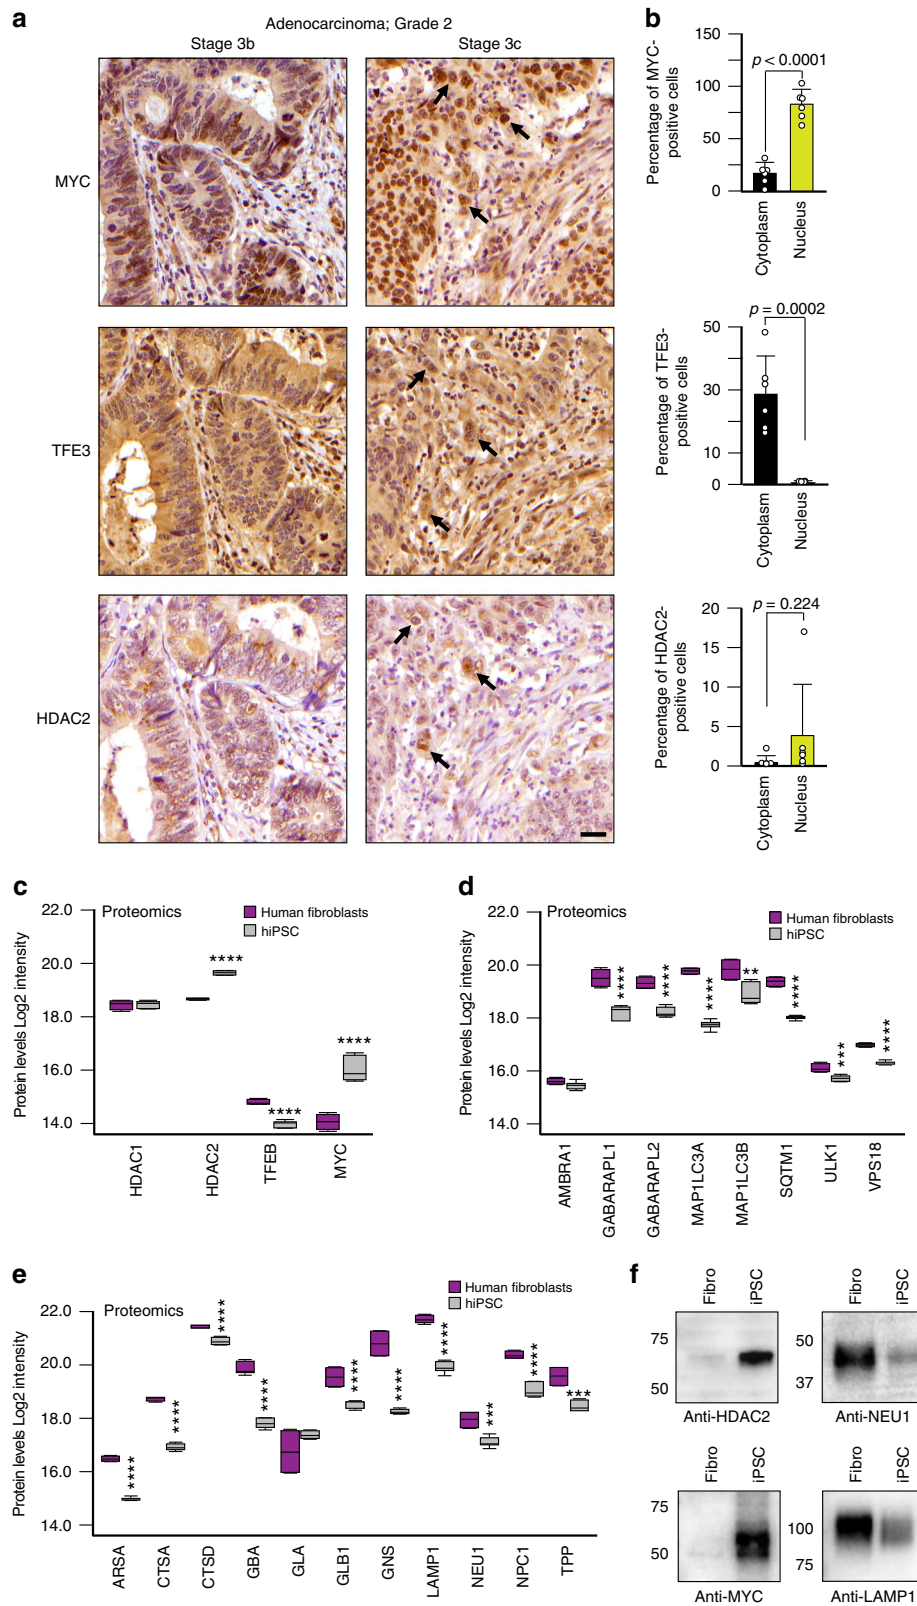 a
Adenocarcinoma; Grade 2
Stage 3b
Stage 3c
MYC
TFE3
HDAC2
b
Percentage of MYC-
positive cells
150
100
50
0
p < 0.0001
Cytoplasm
Nucleus
Percentage of TFE3-
positive cells
50
30
20
10
0
p = 0.0002
Cytoplasm
Nucleus
Percentage of HDAC2-
positive cells
20
15
10
5
0
p = 0.224
Cytoplasm
Nucleus
c
Protein levels Log2 intensity
22.0
20.0
18.0
16.0
14.0
Proteomics
Human fibroblasts
hiPSC
****
****
****
HDAC1
HDAC2
TFEB
MYC
d
Protein levels Log2 intensity
22.0
20.0
18.0
16.0
14.0
Proteomics
Human fibroblasts
hiPSC
****
****
****
**
****
***
****
AMBRA1
GABARAPL1
GABARAPL2
MAP1LC3A
MAP1LC3B
SQTM1
ULK1
VPS18
e
Protein levels Log2 intensity
22.0
20.0
18.0
16.0
14.0
Proteomics
Human fibroblasts
hiPSC
****
****
****
****
****
****
****
***
****
***
ARSA
CTSA
CTSD
GBA
GLA
GLB1
GNS
LAMP1
NEU1
NPC1
TPP
f
Fibro
iPSC
75
50
Anti-HDAC2
Fibro
iPSC
50
37
Anti-NEU1
Fibro
iPSC
75
50
Anti-MYC
Fibro
iPSC
100
75
Anti-LAMP1